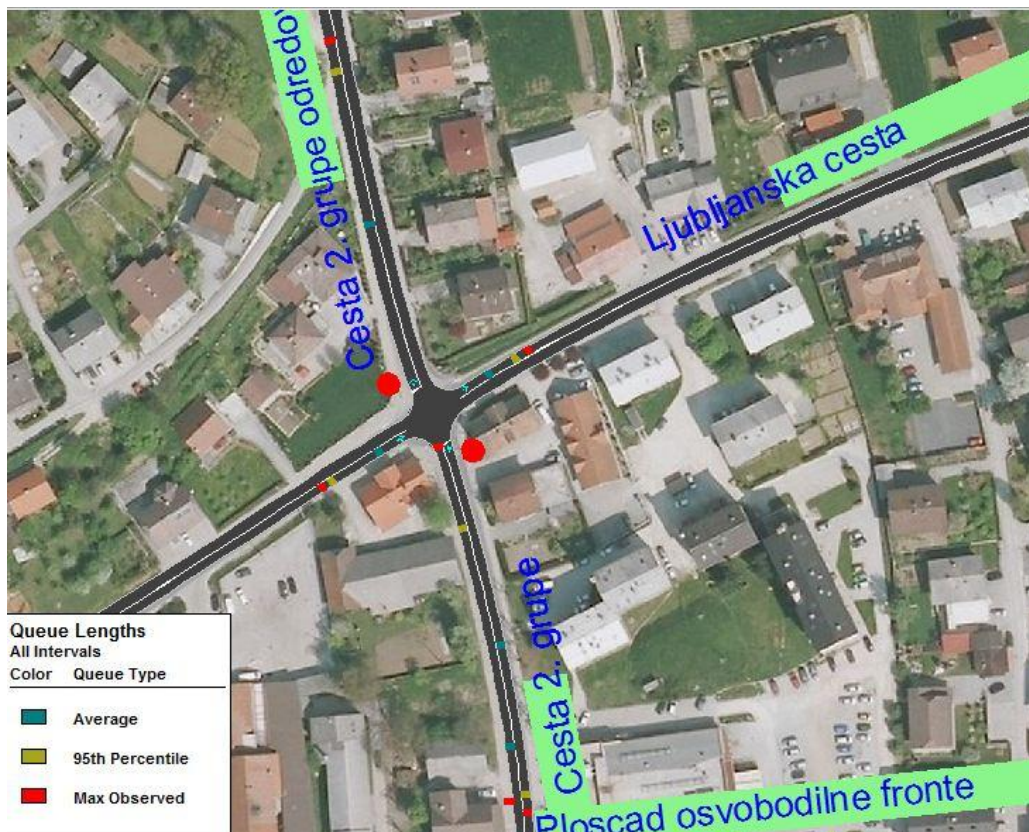 Cesta 2. grupe odredov
Ljubljanska cesta
Cesta 2. grupe
Ploscad osvobodilne fronte
Queue Lengths
All Intervals
Color Queue Type
Average
95th Percentile
Max Observed